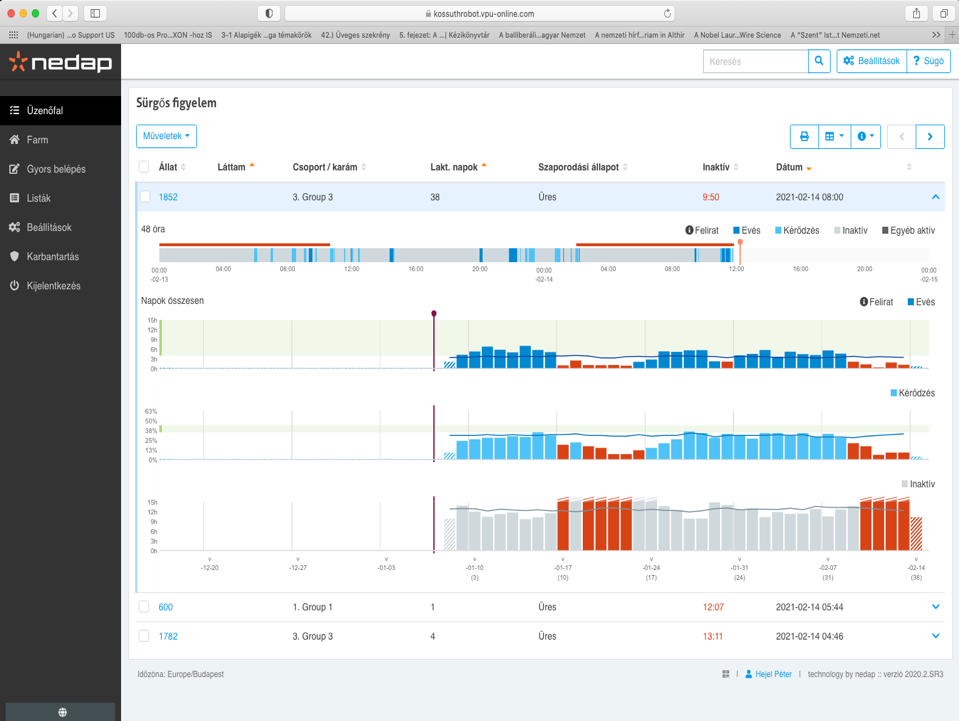 kossuthrobot.vpu-online.com
(Hungarian) ...o Support US 100db-os Pro...XON -hoz IS 3-1 Alapigék ...ga témakörök 42.) Üveges szekrény 5. fejezet: A ...| Kézikönyvtár A balliberáli...agyar Nemzet A nemzeti hírf...riam in Althir A Nobel Laur...Wire Science A "Szent" Ist...t Nemzeti.net
nedap
Keresés
Beállítások
? Súgó
Üzenőfal
Farm
Gyors belépés
Listák
Beállítások
Karbantartás
Kijelentkezés
Sürgős figyelem
Műveletek
Állat Láttam Csoport / karám Lakt. napok Szaporodási állapot Inaktív Dátum
1852 3. Group 3 38 Üres 9:50 2021-02-14 08:00
48 óra
Felirat Evés Kérődzés Inaktív Egyéb aktív
00:00 04:00 08:00 12:00 16:00 20:00 00:00 04:00 08:00 12:00 16:00 20:00 00:00
-02-13 -02-14 -02-15
Napok összesen
Felirat Evés
15h
12h
9h
6h
3h
0h
Kérődzés
63%
50%
38%
25%
13%
0%
Inaktív
15h
12h
9h
6h
3h
0h
v v v v v v v v v
-12-20 -12-27 -01-03 -01-10 -01-17 -01-24 -01-31 -02-07 -02-14
(3) (10) (17) (24) (31) (38)
600 1. Group 1 1 Üres 12:07 2021-02-14 05:44
1782 3. Group 3 4 Üres 13:11 2021-02-14 04:46
Időzóna: Europe/Budapest
| Hejel Péter | technology by nedap :: verzió 2020.2.SR3